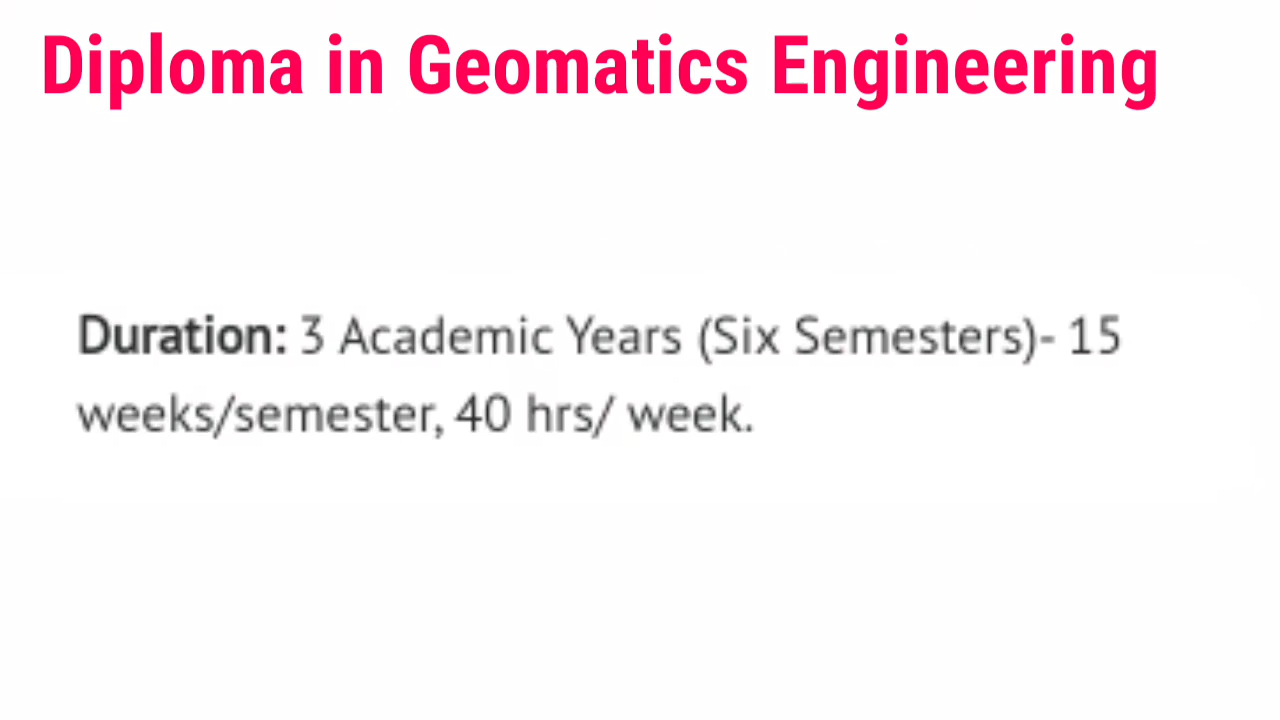 Diploma in Geomatics Engineering
Duration: 3 Academic Years (Six Semesters)- 15
weeks/semester, 40 hrs/ week.